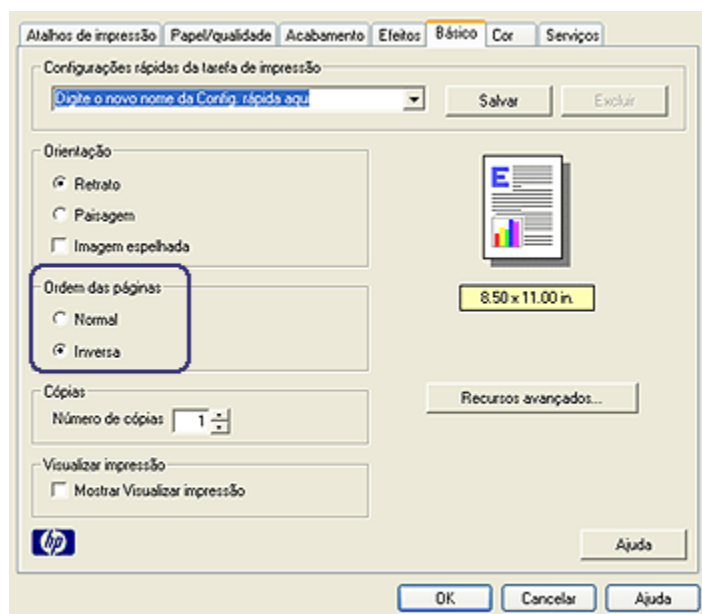 Atalhos de impressão Papel/qualidade Acabamento Efeitos Básico Cor Serviços
Configurações rápidas da tarefa de impressão
Digite o novo nome da Config. rápida aqui Salvar Excluir
Orientação
Retrato
Paisagem
Imagem espelhada
E
Ordem das páginas
8.50 x 11.00 in.
Normal
Inversa
Cópias
Número de cópias 1
Recursos avançados...
Visualizar impressão
Mostrar Visualizar impressão
hp
Ajuda
OK Cancelar Ajuda